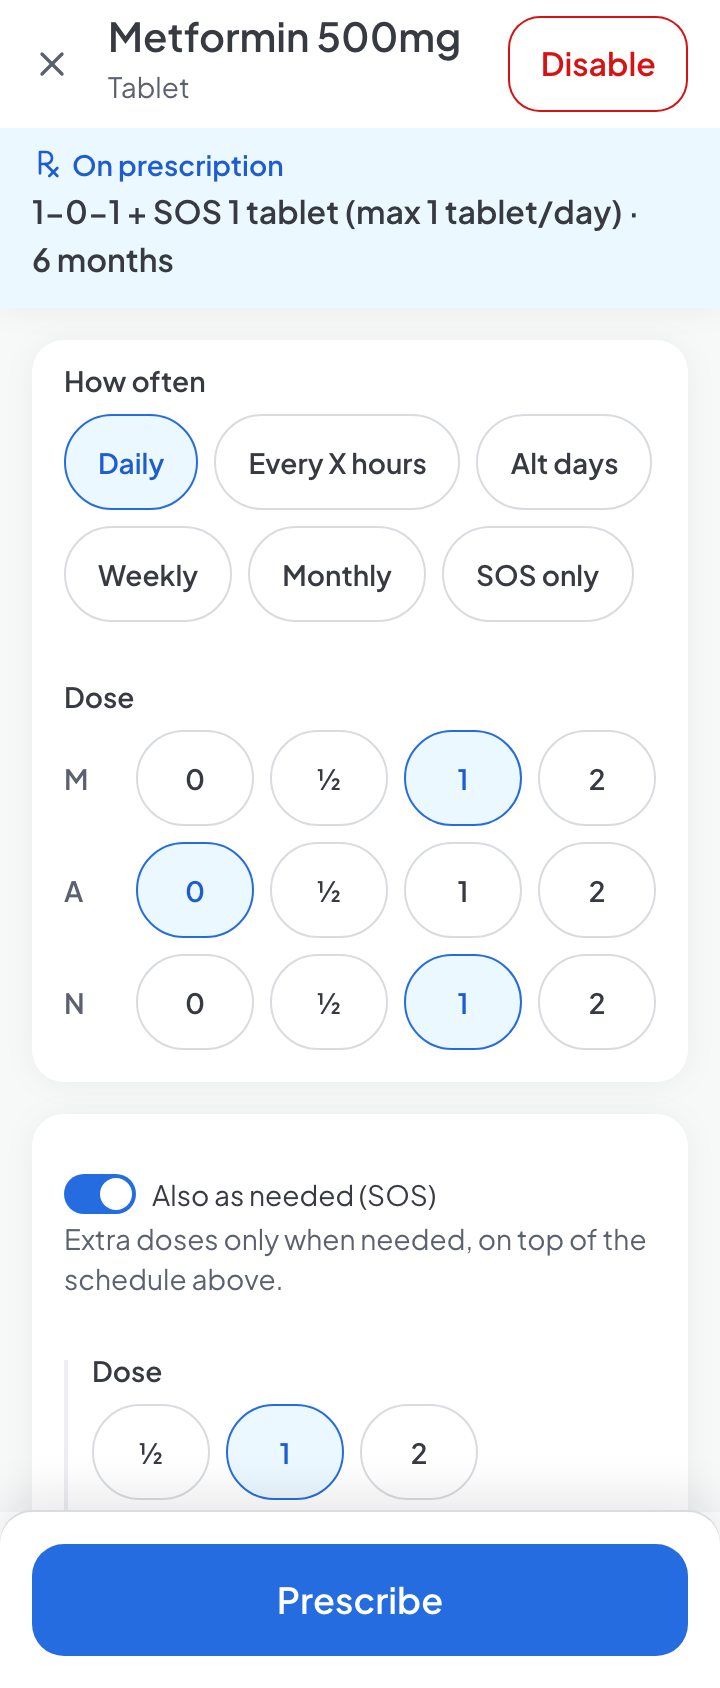 Metformin 500mg
Disable
Tablet
℞ On prescription
1–0–1 + SOS 1 tablet (max 1 tablet/day) ·
6 months
How often
Daily
Every X hours
Alt days
Weekly
Monthly
SOS only
Dose
M 0 ½ 1 2
A 0 ½ 1 2
N 0 ½ 1 2
Also as needed (SOS)
Extra doses only when needed, on top of the
schedule above.
Dose
½ 1 2
Prescribe